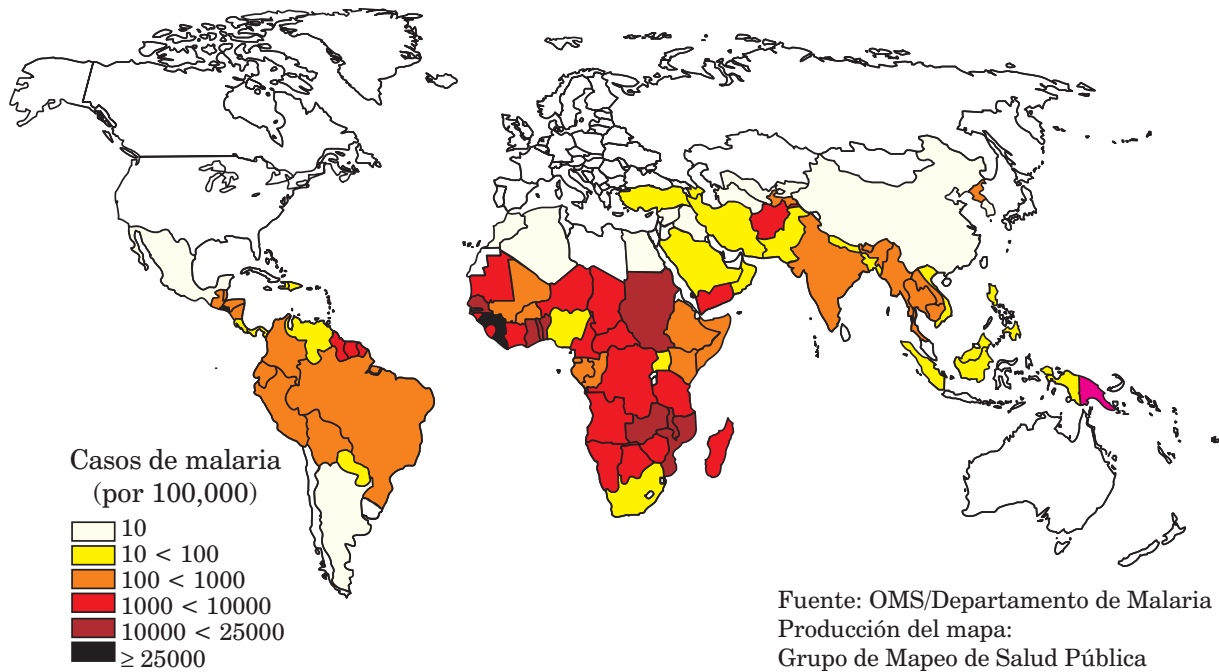 Casos de malaria
(por 100,000)
10
10 < 100
100 < 1000
1000 < 10000
10000 < 25000
≥ 25000
Fuente: OMS/Departamento de Malaria
Producción del mapa:
Grupo de Mapeo de Salud Pública